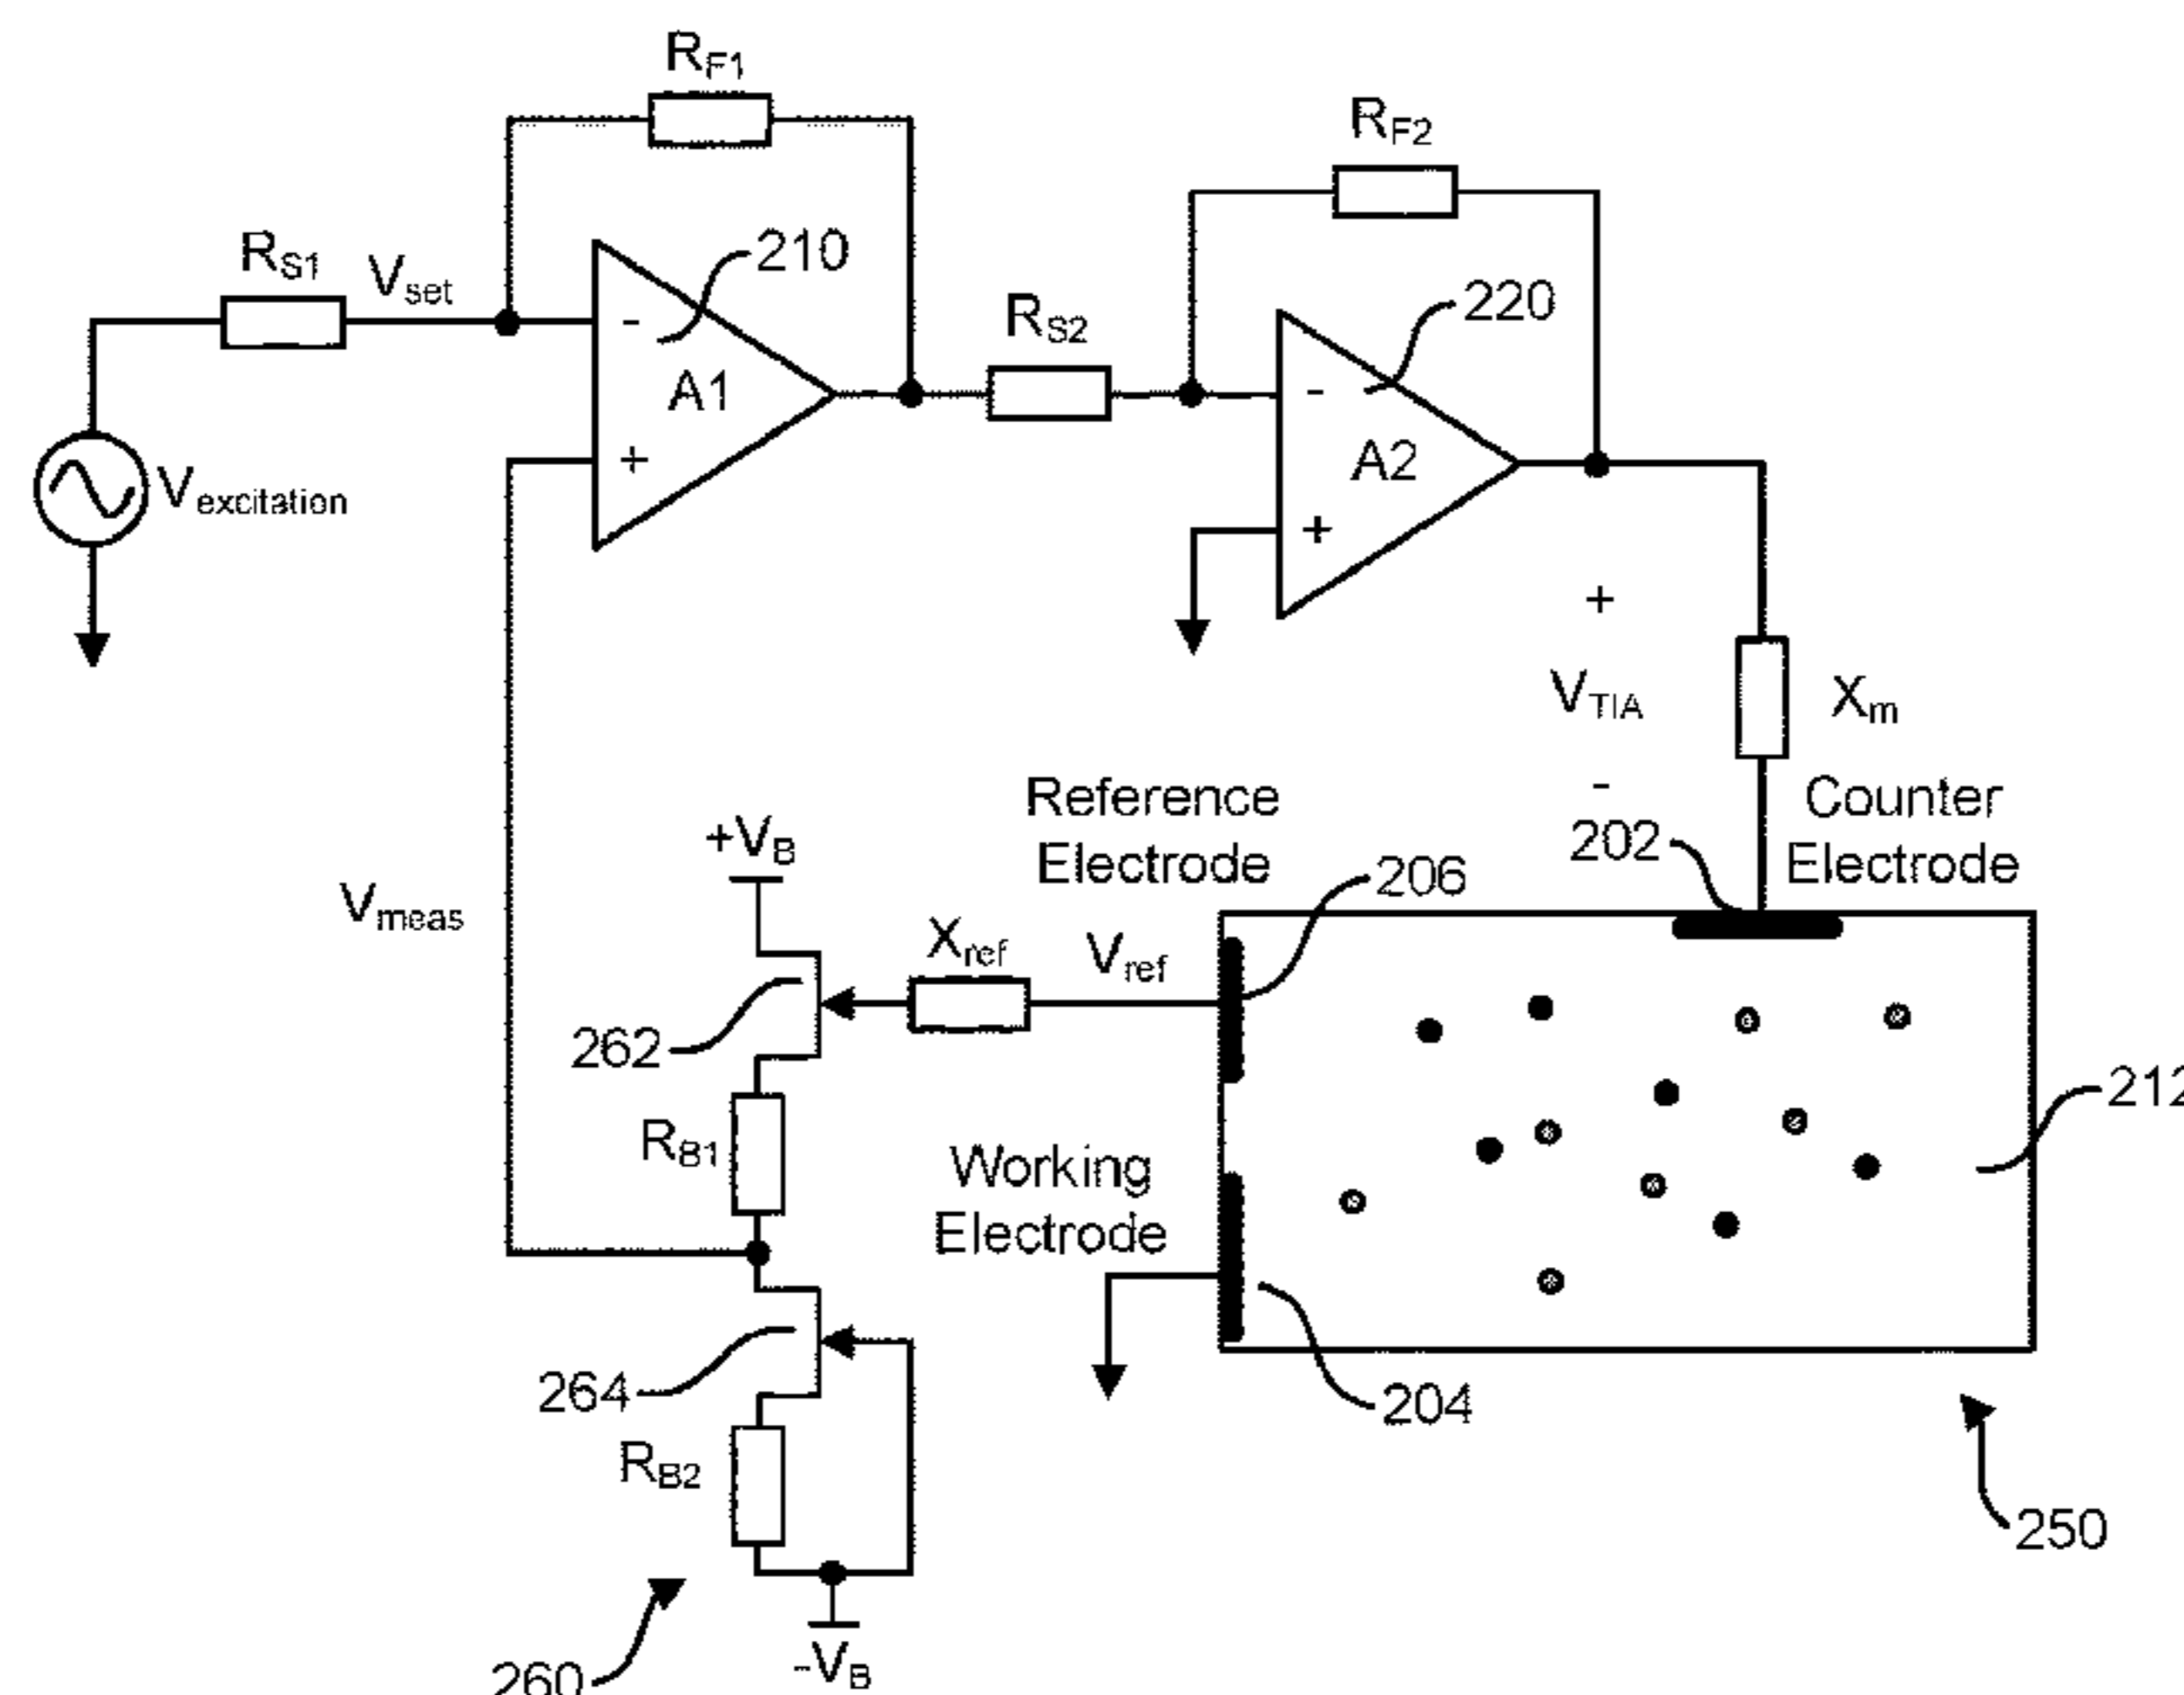 RF1
RF2
RS1
Vset
210
RS2
220
-
A1
+
-
A2
+
Vexcitation
+
VTIA
-
Xm
Reference
Electrode
Counter
Electrode
202
206
+VB
Vmeas
Xref
Vref
262
RB1
212
Working
Electrode
264
204
RB2
250
260
-VB